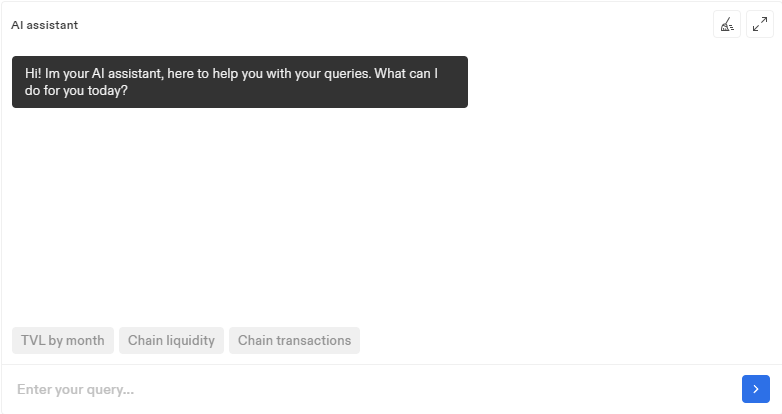 AI assistant
Hi! Im your AI assistant, here to help you with your queries. What can I
do for you today?
TVL by month Chain liquidity Chain transactions
Enter your query...